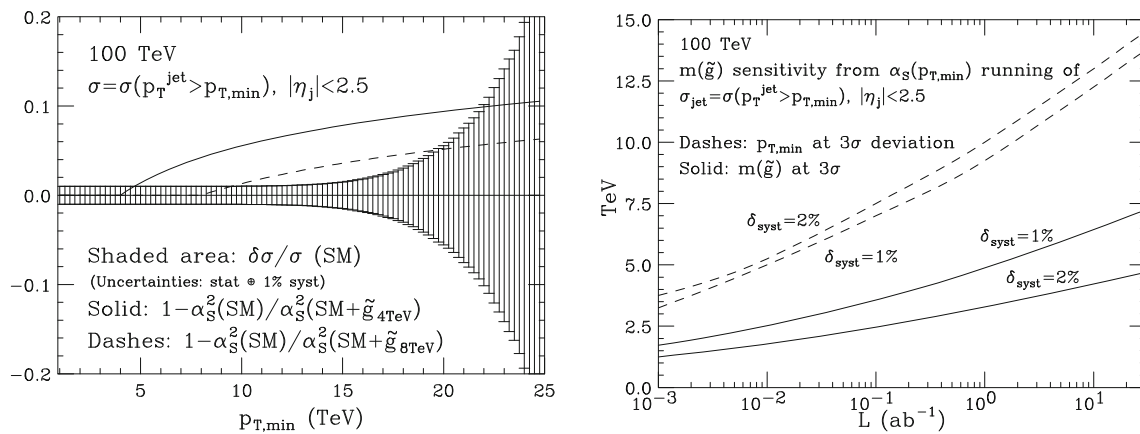 0.2
0.1
0.0
−0.1
−0.2
100 TeV
σ=σ(p_T^jet>p_T,min), |η_j|<2.5
Shaded area: δσ/σ (SM)
(Uncertainties: stat ⊕ 1% syst)
Solid: 1−α_S^2(SM)/α_S^2(SM+g̃_4TeV)
Dashes: 1−α_S^2(SM)/α_S^2(SM+g̃_8TeV)
5 10 15 20 25
p_T,min (TeV)
15.0
12.5
10.0
7.5
5.0
2.5
0.0
TeV
100 TeV
m(g̃) sensitivity from α_S(p_T,min) running of
σ_jet=σ(p_T^jet>p_T,min), |η_j|<2.5
Dashes: p_T,min at 3σ deviation
Solid: m(g̃) at 3σ
δ_syst=2%
δ_syst=1%
δ_syst=1%
δ_syst=2%
10^−3 10^−2 10^−1 10^0 10^1
L (ab^−1)